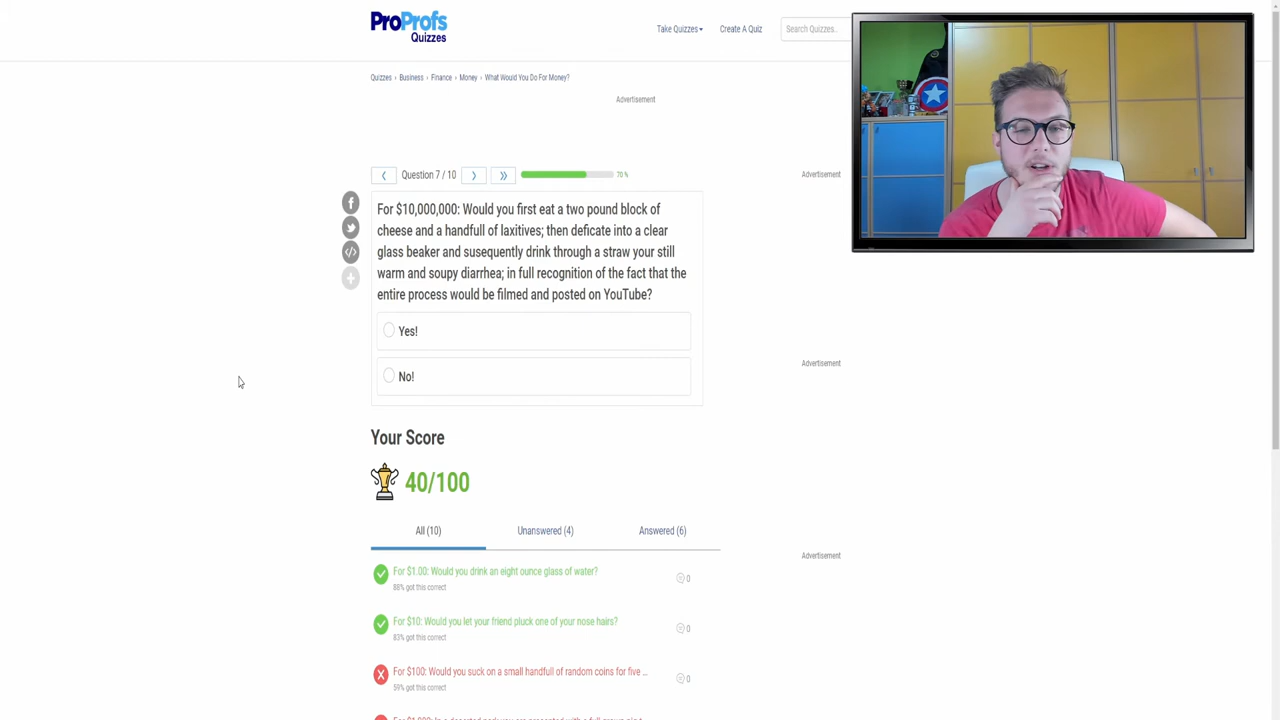 ProProfs
Quizzes
Take Quizzes
Create A Quiz
Search Quizzes..
Quizzes › Business › Finance › Money › What Would You Do For Money?
Advertisement
Question 7 / 10
70 %
Advertisement
For $10,000,000: Would you first eat a two pound block of
cheese and a handfull of laxitives; then deficate into a clear
glass beaker and susequently drink through a straw your still
warm and soupy diarrhea; in full recognition of the fact that the
entire process would be filmed and posted on YouTube?
Yes!
No!
Advertisement
Your Score
40/100
All (10)
Unanswered (4)
Answered (6)
Advertisement
For $1.00: Would you drink an eight ounce glass of water?
0
88% got this correct
For $10: Would you let your friend pluck one of your nose hairs?
0
83% got this correct
For $100: Would you suck on a small handfull of random coins for five ...
0
59% got this correct